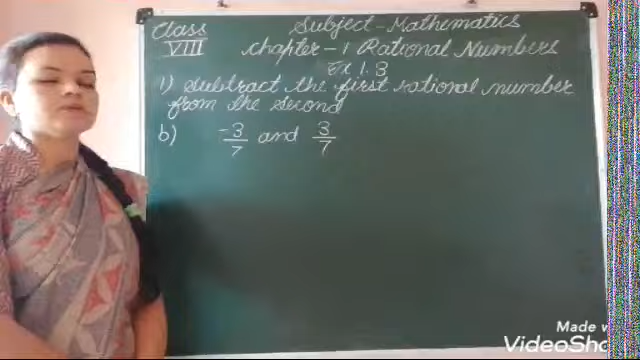 Class
VIII
Subject-Mathematics
Chapter-1 Rational Numbers
Ex 1.3
1) Subtract the first rational number
from the second
b) -3/7 and 3/7
Made w
VideoSho